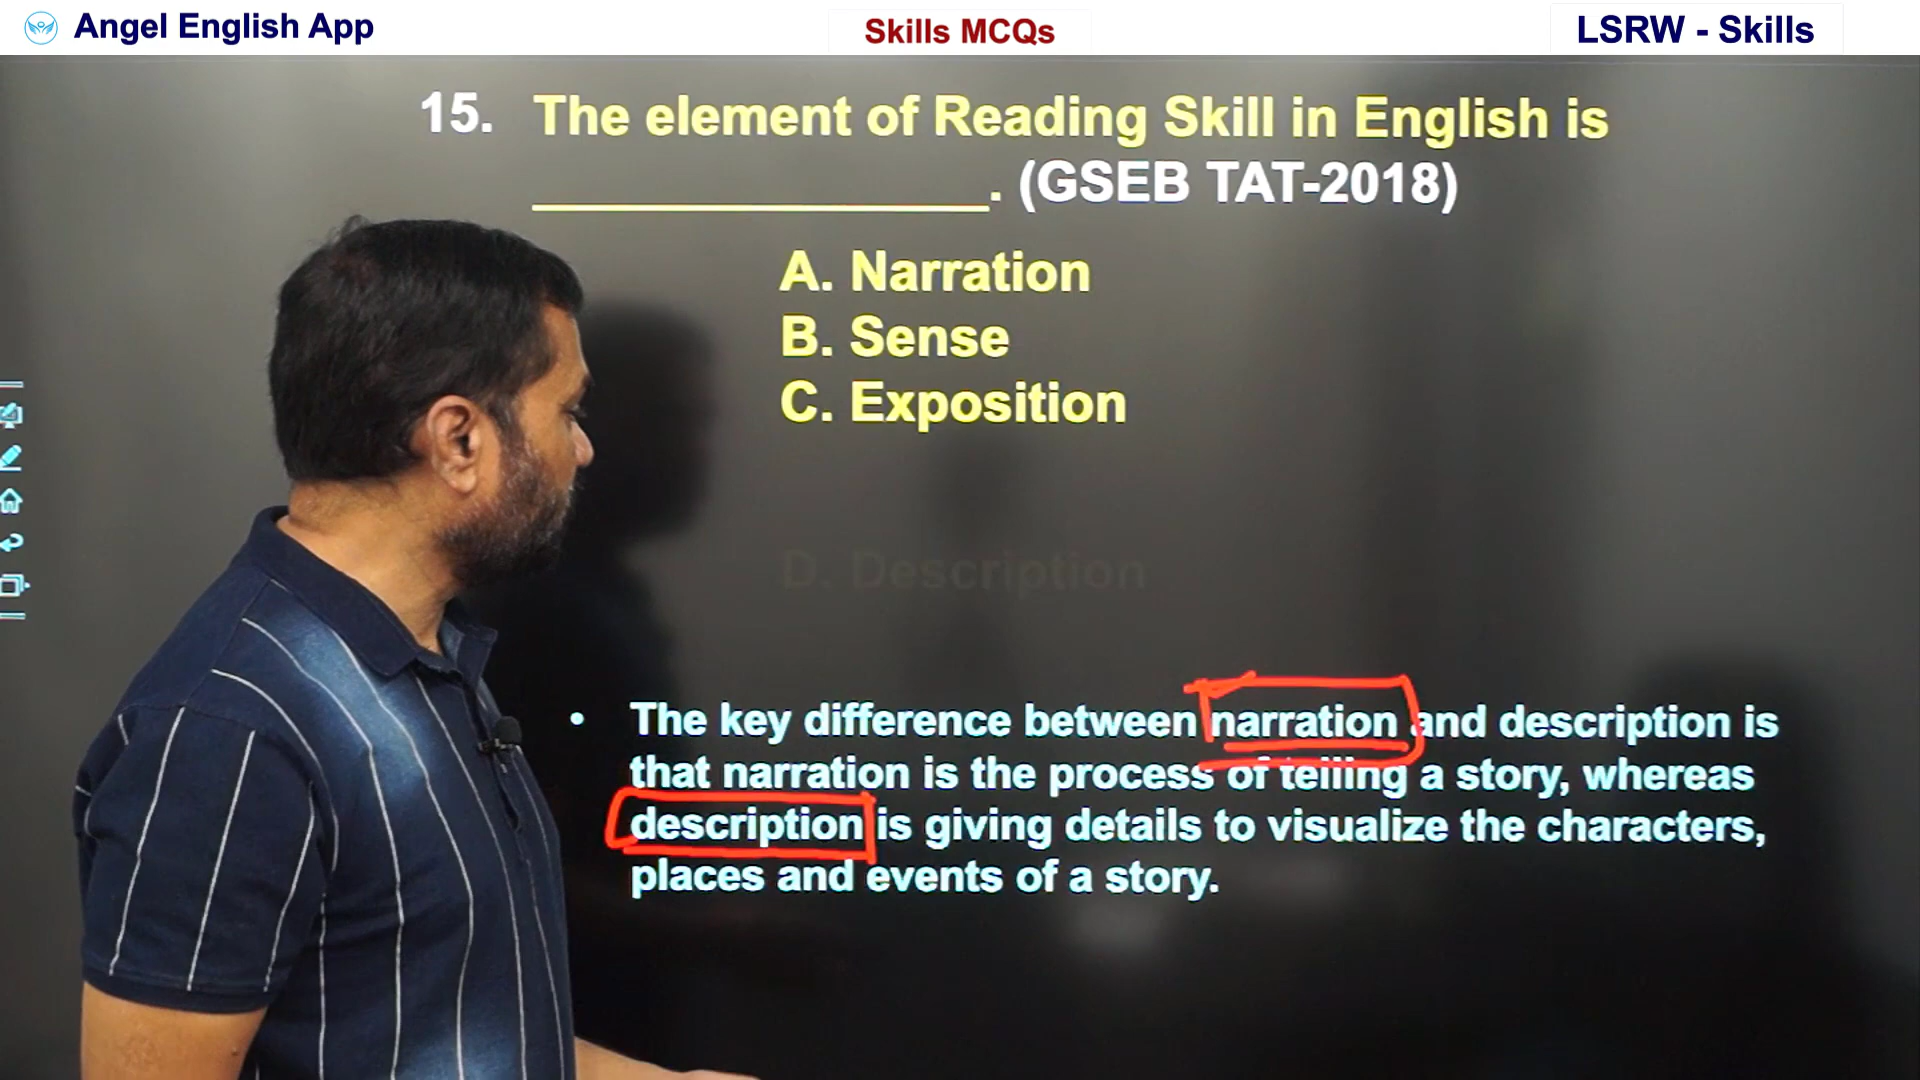 Angel English App
Skills MCQs
LSRW - Skills
15. The element of Reading Skill in English is
____________. (GSEB TAT-2018)
A. Narration
B. Sense
C. Exposition
D. Description
• The key difference between narration and description is
that narration is the process of telling a story, whereas
description is giving details to visualize the characters,
places and events of a story.